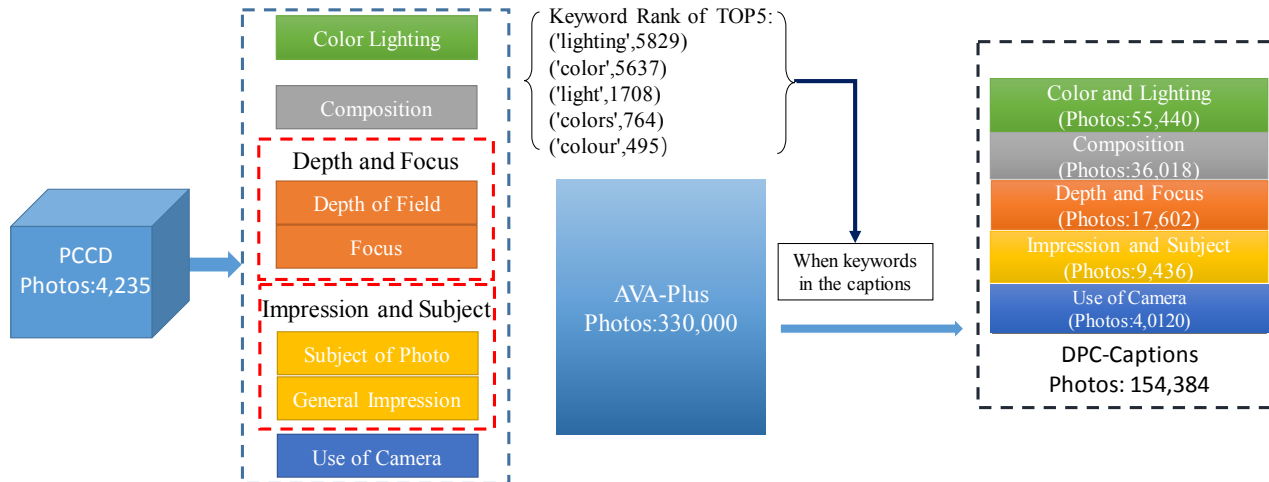 PCCD
Photos:4,235
Color Lighting
Composition
Depth and Focus
Depth of Field
Focus
Impression and Subject
Subject of Photo
General Impression
Use of Camera
Keyword Rank of TOP5:
('lighting',5829)
('color',5637)
('light',1708)
('colors',764)
('colour',495)
AVA-Plus
Photos:330,000
When keywords
in the captions
Color and Lighting
(Photos:55,440)
Composition
(Photos:36,018)
Depth and Focus
(Photos:17,602)
Impression and Subject
(Photos:9,436)
Use of Camera
(Photos:4,0120)
DPC-Captions
Photos: 154,384